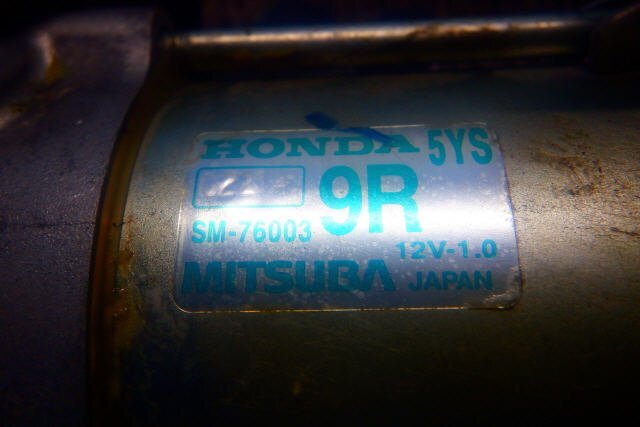 HONDA 5YS
9R
SM-76003
12V-1.0
MITSUBA JAPAN